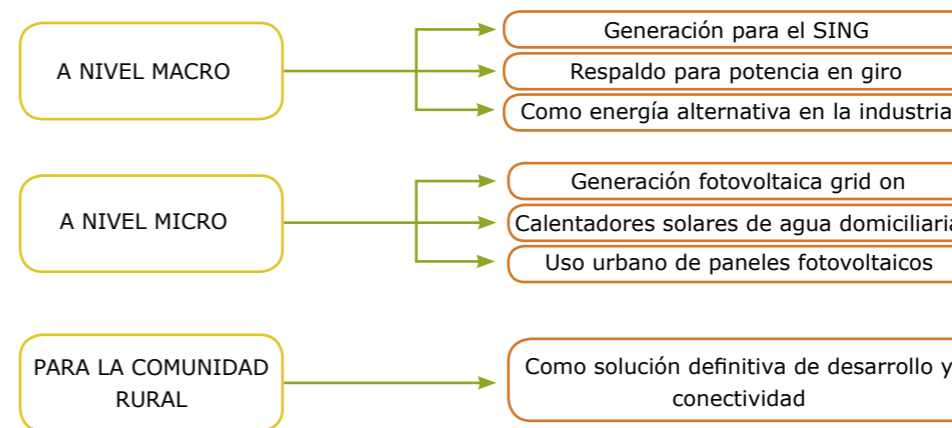 A NIVEL MACRO
Generación para el SING
Respaldo para potencia en giro
Como energía alternativa en la industria
A NIVEL MICRO
Generación fotovoltaica grid on
Calentadores solares de agua domiciliaria
Uso urbano de paneles fotovoltaicos
PARA LA COMUNIDAD
RURAL
Como solución definitiva de desarrollo y
conectividad